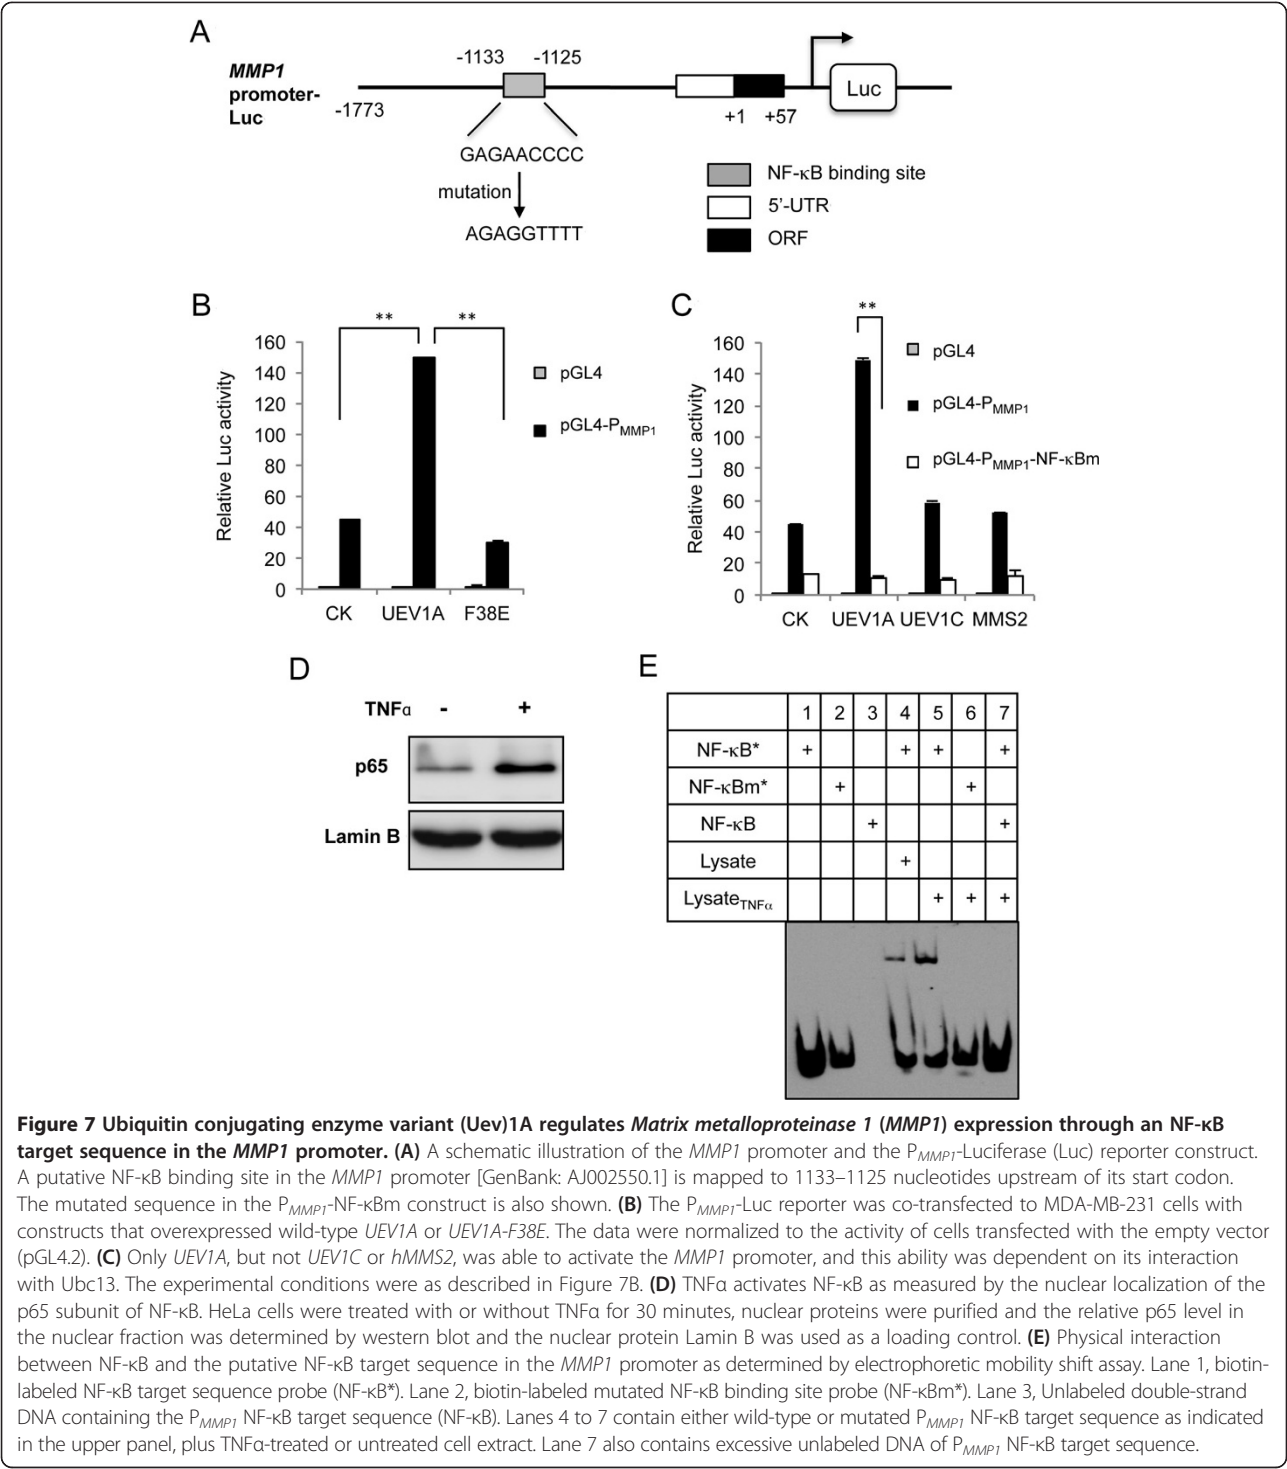 A
MMP1
promoter-
Luc
-1773
-1133 -1125
+1 +57
Luc
GAGAACCCC
mutation
AGAGGTTTT
NF-κB binding site
5'-UTR
ORF
B
Relative Luc activity
160
140
120
100
80
60
40
20
0
** **
CK UEV1A F38E
pGL4
pGL4-PMMP1
C
Relative Luc activity
160
140
120
100
80
60
40
20
0
**
CK UEV1A UEV1C MMS2
pGL4
pGL4-PMMP1
pGL4-PMMP1-NF-κBm
D
TNFα - +
p65
Lamin B
E
1 2 3 4 5 6 7
NF-κB* + + + +
NF-κBm* + +
NF-κB + +
Lysate +
LysateTNFα + + +
Figure 7 Ubiquitin conjugating enzyme variant (Uev)1A regulates Matrix metalloproteinase 1 (MMP1) expression through an NF-κB
target sequence in the MMP1 promoter. (A) A schematic illustration of the MMP1 promoter and the PMMP1-Luciferase (Luc) reporter construct.
A putative NF-κB binding site in the MMP1 promoter [GenBank: AJ002550.1] is mapped to 1133–1125 nucleotides upstream of its start codon.
The mutated sequence in the PMMP1-NF-κBm construct is also shown. (B) The PMMP1-Luc reporter was co-transfected to MDA-MB-231 cells with
constructs that overexpressed wild-type UEV1A or UEV1A-F38E. The data were normalized to the activity of cells transfected with the empty vector
(pGL4.2). (C) Only UEV1A, but not UEV1C or hMMS2, was able to activate the MMP1 promoter, and this ability was dependent on its interaction
with Ubc13. The experimental conditions were as described in Figure 7B. (D) TNFα activates NF-κB as measured by the nuclear localization of the
p65 subunit of NF-κB. HeLa cells were treated with or without TNFα for 30 minutes, nuclear proteins were purified and the relative p65 level in
the nuclear fraction was determined by western blot and the nuclear protein Lamin B was used as a loading control. (E) Physical interaction
between NF-κB and the putative NF-κB target sequence in the MMP1 promoter as determined by electrophoretic mobility shift assay. Lane 1, biotin-
labeled NF-κB target sequence probe (NF-κB*). Lane 2, biotin-labeled mutated NF-κB binding site probe (NF-κBm*). Lane 3, Unlabeled double-strand
DNA containing the PMMP1 NF-κB target sequence (NF-κB). Lanes 4 to 7 contain either wild-type or mutated PMMP1 NF-κB target sequence as indicated
in the upper panel, plus TNFα-treated or untreated cell extract. Lane 7 also contains excessive unlabeled DNA of PMMP1 NF-κB target sequence.